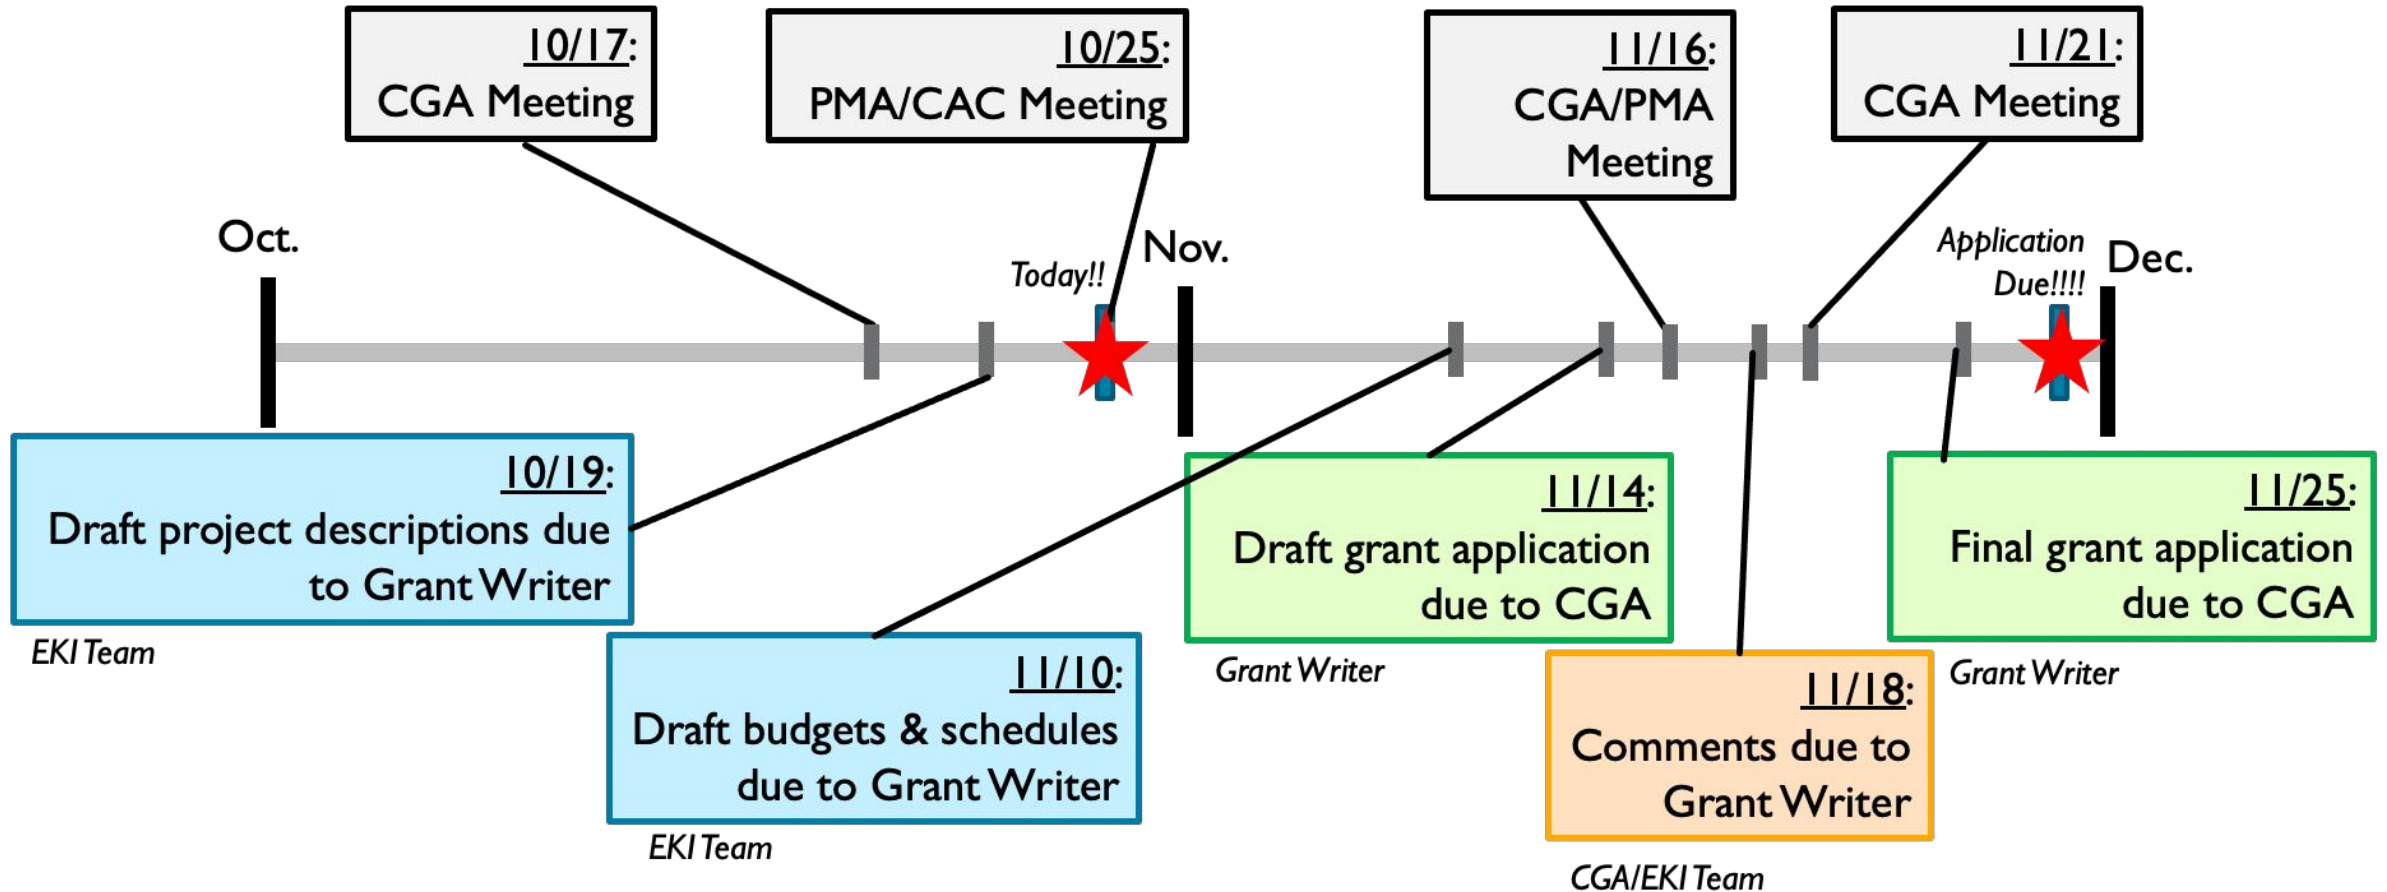 10/17:
CGA Meeting
10/25:
PMA/CAC Meeting
11/16:
CGA/PMA
Meeting
11/21:
CGA Meeting
Oct.
Today!!
Nov.
Application
Due!!!!
Dec.
10/19:
Draft project descriptions due
to Grant Writer
EKI Team
11/10:
Draft budgets & schedules
due to Grant Writer
EKI Team
11/14:
Draft grant application
due to CGA
Grant Writer
11/18:
Comments due to
Grant Writer
CGA/EKI Team
11/25:
Final grant application
due to CGA
Grant Writer